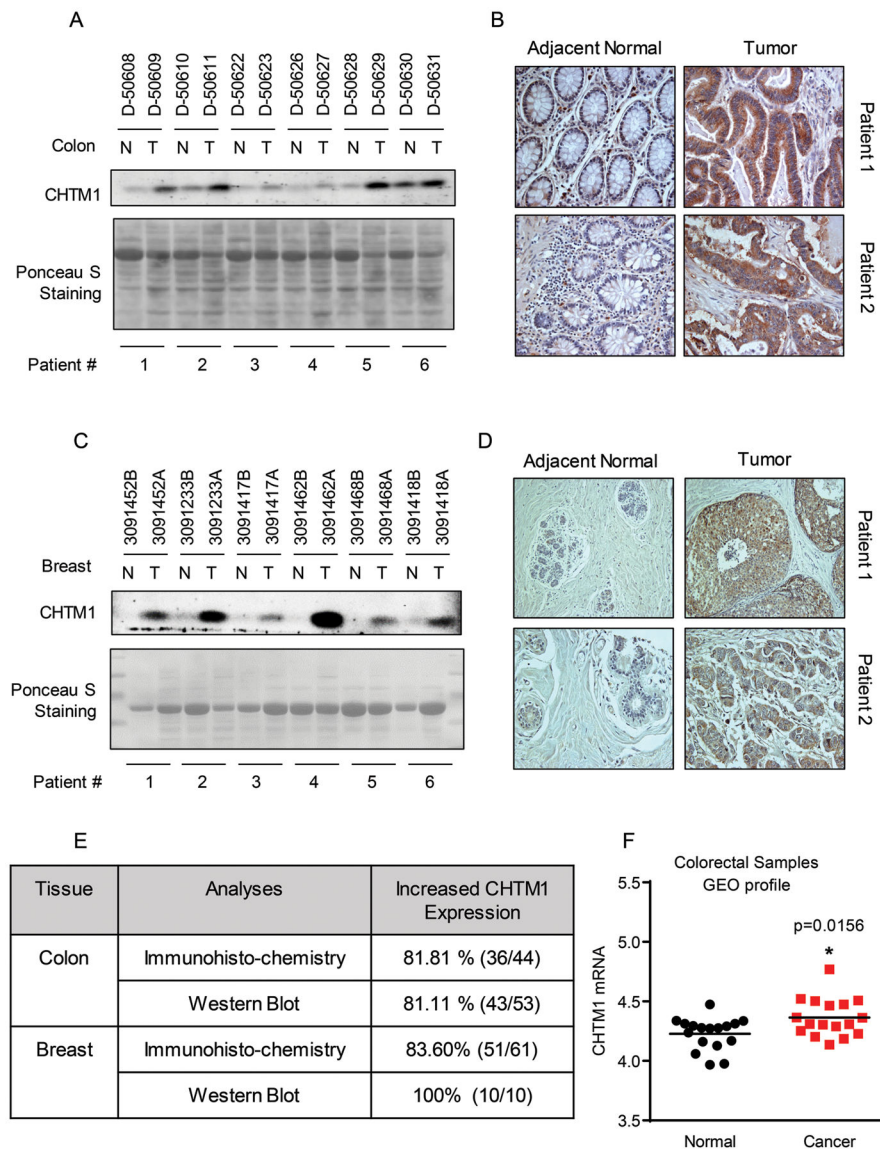 A
D-50608
D-50609
D-50610
D-50611
D-50622
D-50623
D-50626
D-50627
D-50628
D-50629
D-50630
D-50631
Colon N T N T N T N T N T N T
CHTM1
Ponceau S
Staining
Patient # 1 2 3 4 5 6
B
Adjacent Normal Tumor
Patient 1
Patient 2
C
3091452B
3091452A
3091233B
3091233A
3091417B
3091417A
3091462B
3091462A
3091468B
3091468A
3091418B
3091418A
Breast N T N T N T N T N T N T
CHTM1
Ponceau S
Staining
Patient # 1 2 3 4 5 6
D
Adjacent Normal Tumor
Patient 1
Patient 2
E
Tissue Analyses Increased CHTM1
Expression
Colon Immunohisto-chemistry 81.81 % (36/44)
Western Blot 81.11 % (43/53)
Breast Immunohisto-chemistry 83.60% (51/61)
Western Blot 100% (10/10)
F
Colorectal Samples
GEO profile
p=0.0156
*
CHTM1 mRNA
5.5
5.0
4.5
4.0
3.5
Normal Cancer